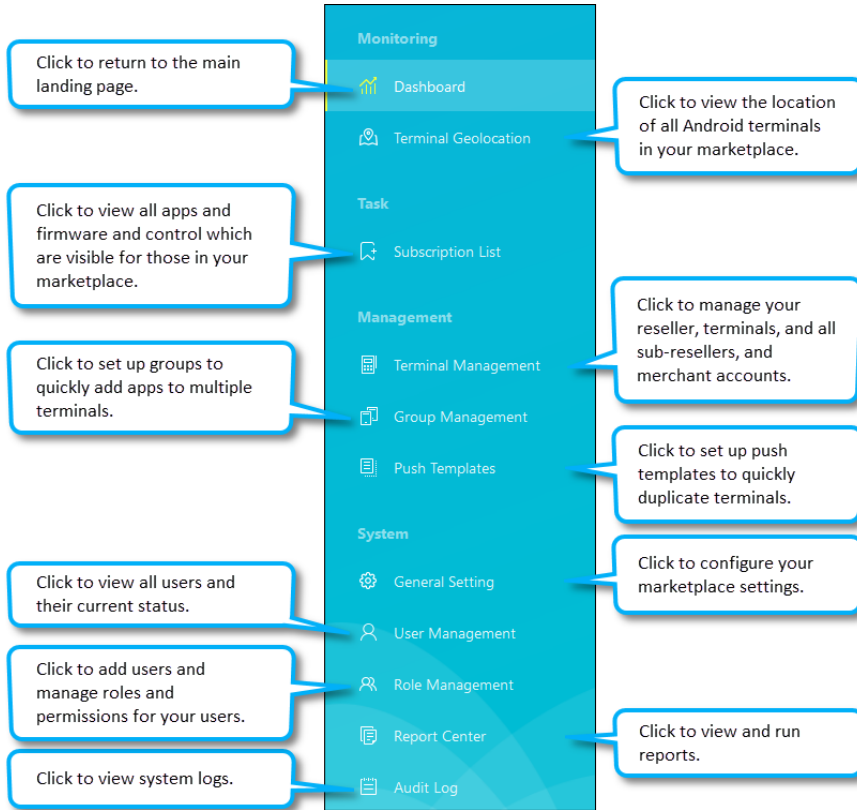 Monitoring
Click to return to the main
landing page.
Dashboard
Click to view the location
of all Android terminals
in your marketplace.
Terminal Geolocation
Click to view all apps and
firmware and control which
are visible for those in your
marketplace.
Task
Subscription List
Management
Click to manage your
reseller, terminals, and all
sub-resellers, and
merchant accounts.
Terminal Management
Click to set up groups to
quickly add apps to multiple
terminals.
Group Management
Push Templates
Click to set up push
templates to quickly
duplicate terminals.
System
Click to configure your
marketplace settings.
General Setting
Click to view all users and
their current status.
User Management
Click to add users and
manage roles and
permissions for your users.
Role Management
Report Center
Click to view and run
reports.
Click to view system logs.
Audit Log